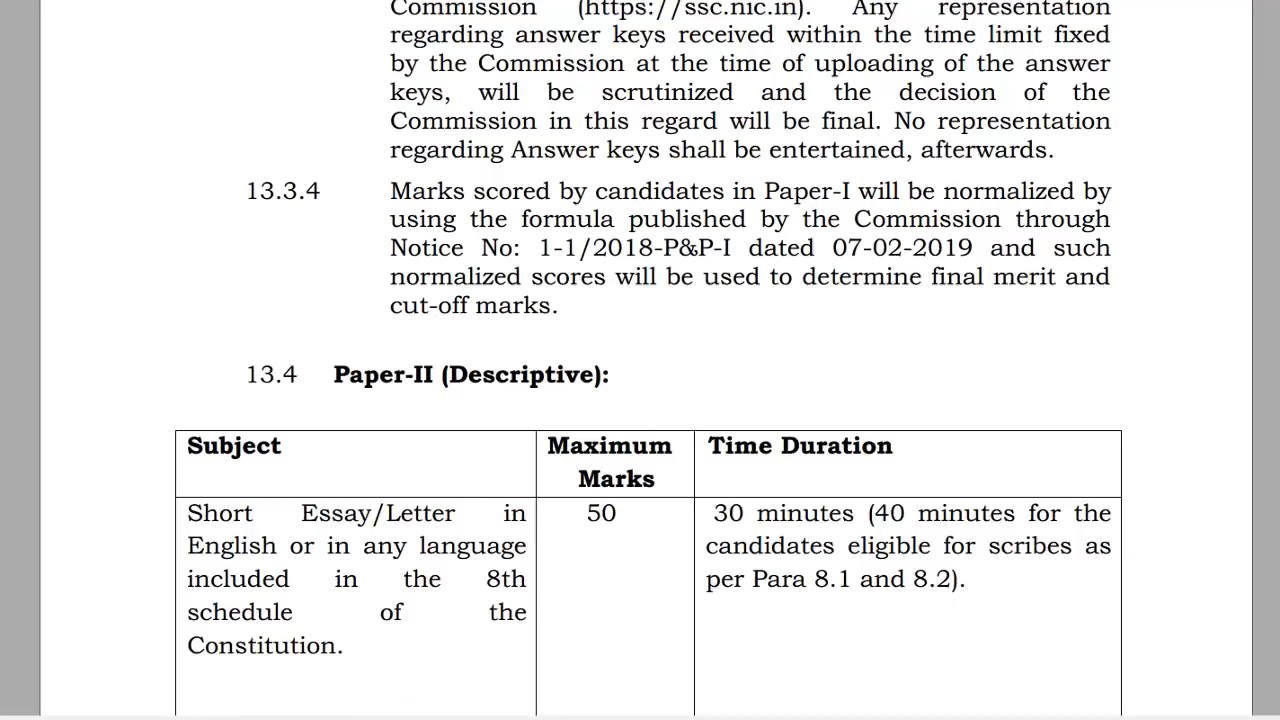 Commission (https://ssc.nic.in). Any representation
regarding answer keys received within the time limit fixed
by the Commission at the time of uploading of the answer
keys, will be scrutinized and the decision of the
Commission in this regard will be final. No representation
regarding Answer keys shall be entertained, afterwards.
13.3.4 Marks scored by candidates in Paper-I will be normalized by
using the formula published by the Commission through
Notice No: 1-1/2018-P&P-I dated 07-02-2019 and such
normalized scores will be used to determine final merit and
cut-off marks.
13.4 Paper-II (Descriptive):
Subject
Maximum
Marks
Time Duration
Short Essay/Letter in
English or in any language
included in the 8th
schedule of the
Constitution.
50
30 minutes (40 minutes for the
candidates eligible for scribes as
per Para 8.1 and 8.2).